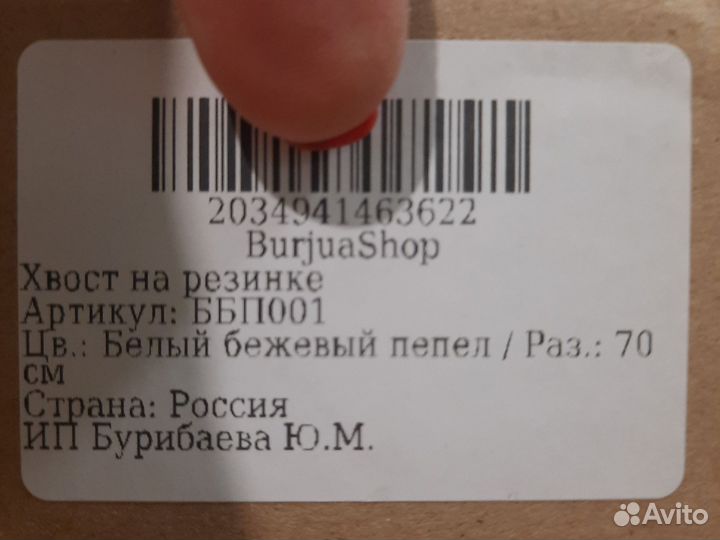 2034941463622
BurjuaShop
Хвост на резинке
Артикул: ББП001
Цв.: Белый бежевый пепел / Раз.: 70
см
Страна: Россия
ИП Бурибаева Ю.М.
Avito